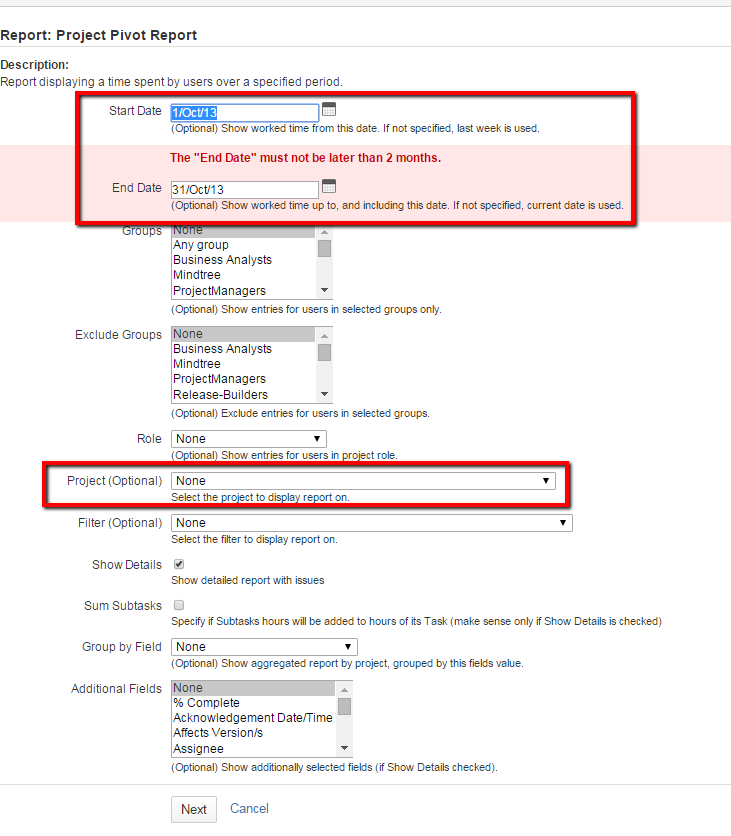 Report: Project Pivot Report
Description:
Report displaying a time spent by users over a specified period.
Start Date 1/Oct/13
(Optional) Show worked time from this date. If not specified, last week is used.
The "End Date" must not be later than 2 months.
End Date 31/Oct/13
(Optional) Show worked time up to, and including this date. If not specified, current date is used.
Groups None
Any group
Business Analysts
Mindtree
ProjectManagers
(Optional) Show entries for users in selected groups only.
Exclude Groups None
Business Analysts
Mindtree
ProjectManagers
Release-Builders
(Optional) Exclude entries for users in selected groups.
Role None
(Optional) Show entries for users in project role.
Project (Optional) None
Select the project to display report on.
Filter (Optional) None
Select the filter to display report on.
Show Details
Show detailed report with issues
Sum Subtasks
Specify if Subtasks hours will be added to hours of its Task (make sense only if Show Details is checked)
Group by Field None
(Optional) Show aggregated report by project, grouped by this fields value.
Additional Fields None
% Complete
Acknowledgement Date/Time
Affects Version/s
Assignee
(Optional) Show additionally selected fields (if Show Details checked).
Next Cancel